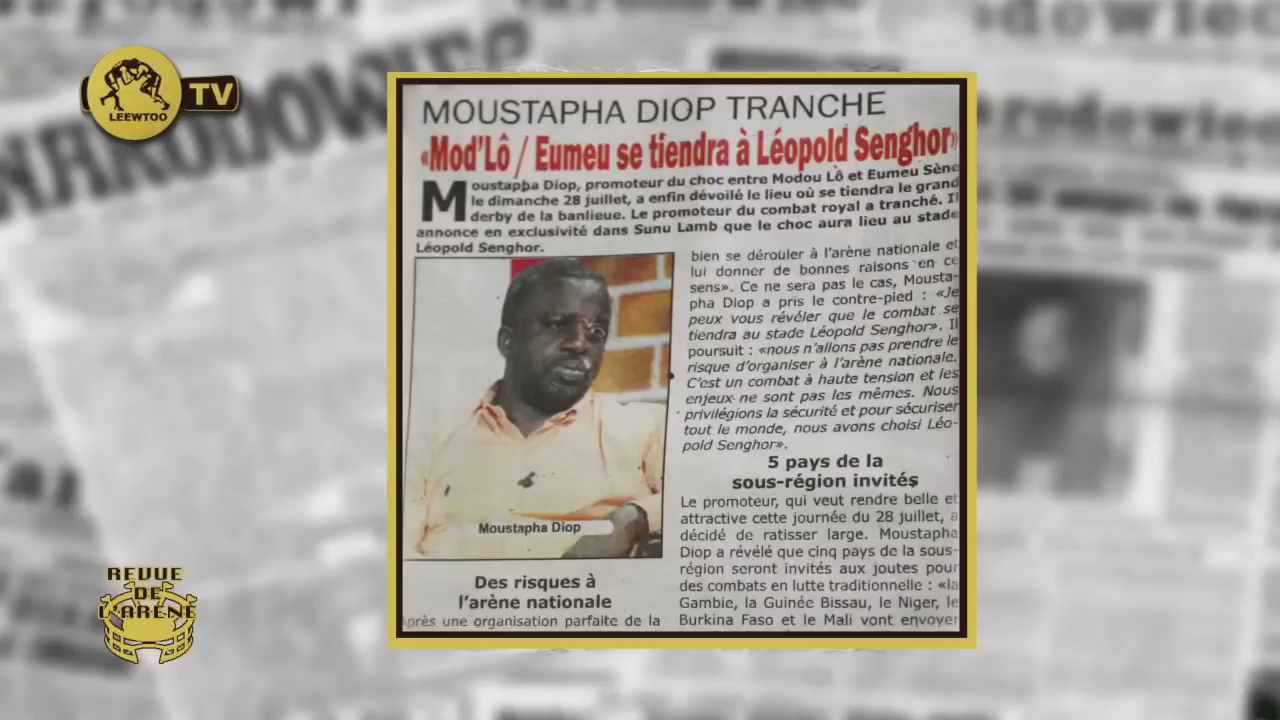 LEEWTOO
TV
NARODOWIEC
MOUSTAPHA DIOP TRANCHE
«Mod'Lô / Eumeu se tiendra à Léopold Senghor»
Moustapha Diop, promoteur du choc entre Modou Lô et Eumeu Sène
le dimanche 28 juillet, a enfin dévoilé le lieu où se tiendra le grand
derby de la banlieue. Le promoteur du combat royal a tranché. Il
annonce en exclusivité dans Sunu Lamb que le choc aura lieu au stade
Léopold Senghor.
Moustapha Diop
Des risques à
l'arène nationale
près une organisation parfaite de la
bien se dérouler à l'arène nationale et
lui donner de bonnes raisons en ce
sens». Ce ne sera pas le cas, Mousta-
pha Diop a pris le contre-pied : «Je
peux vous révéler que le combat se
tiendra au stade Léopold Senghor». Il
poursuit : «nous n'allons pas prendre le
risque d'organiser à l'arène nationale.
C'est un combat à haute tension et les
enjeux ne sont pas les mêmes. Nous
privilégions la sécurité et pour sécuriser
tout le monde, nous avons choisi Léo-
pold Senghor».
5 pays de la
sous-région invités
Le promoteur, qui veut rendre belle et
attractive cette journée du 28 juillet, a
décidé de ratisser large. Moustapha
Diop a révélé que cinq pays de la sous-
région seront invités aux joutes pour
des combats en lutte traditionnelle : «la
Gambie, la Guinée Bissau, le Niger, le
Burkina Faso et le Mali vont envoyer
REVUE
DE
L'ARÈNE